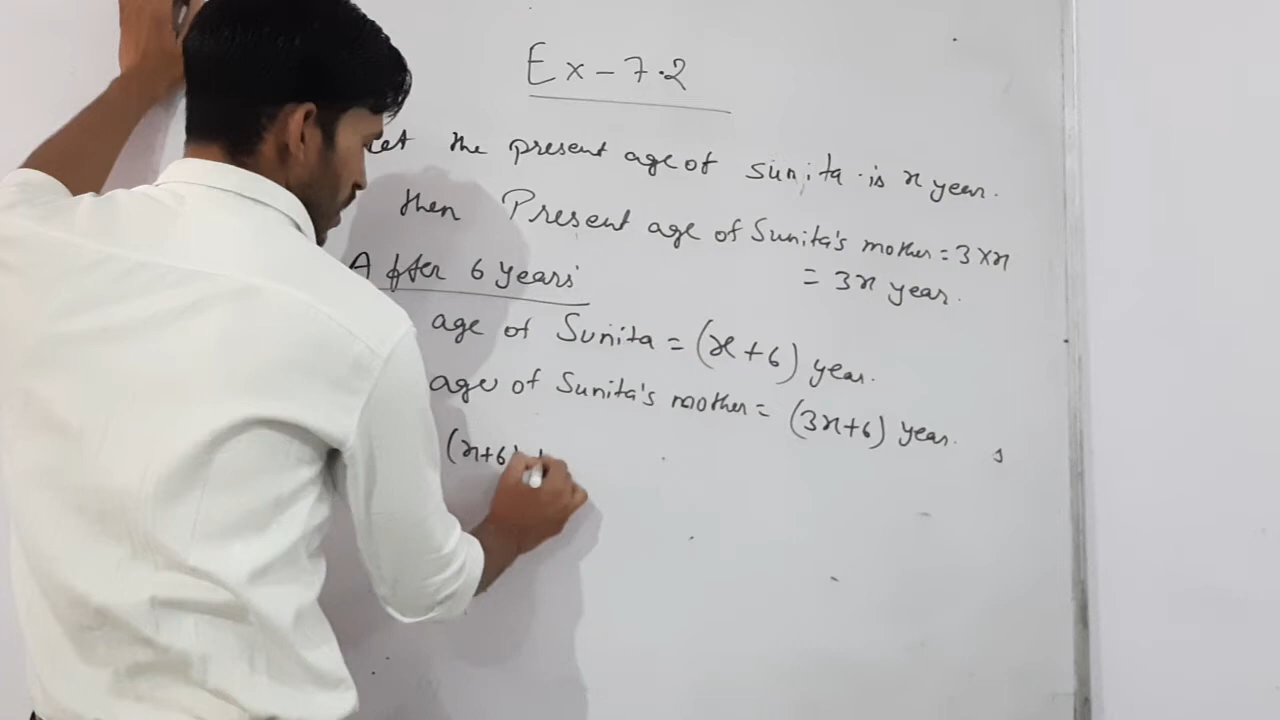 Ex-7.2
Let the present age of sunita is x year.
then Present age of Sunita's mother = 3×x
= 3x year.
After 6 years
age of Sunita = (x+6) year.
age of Sunita's mother = (3x+6) year.
(x+6) +